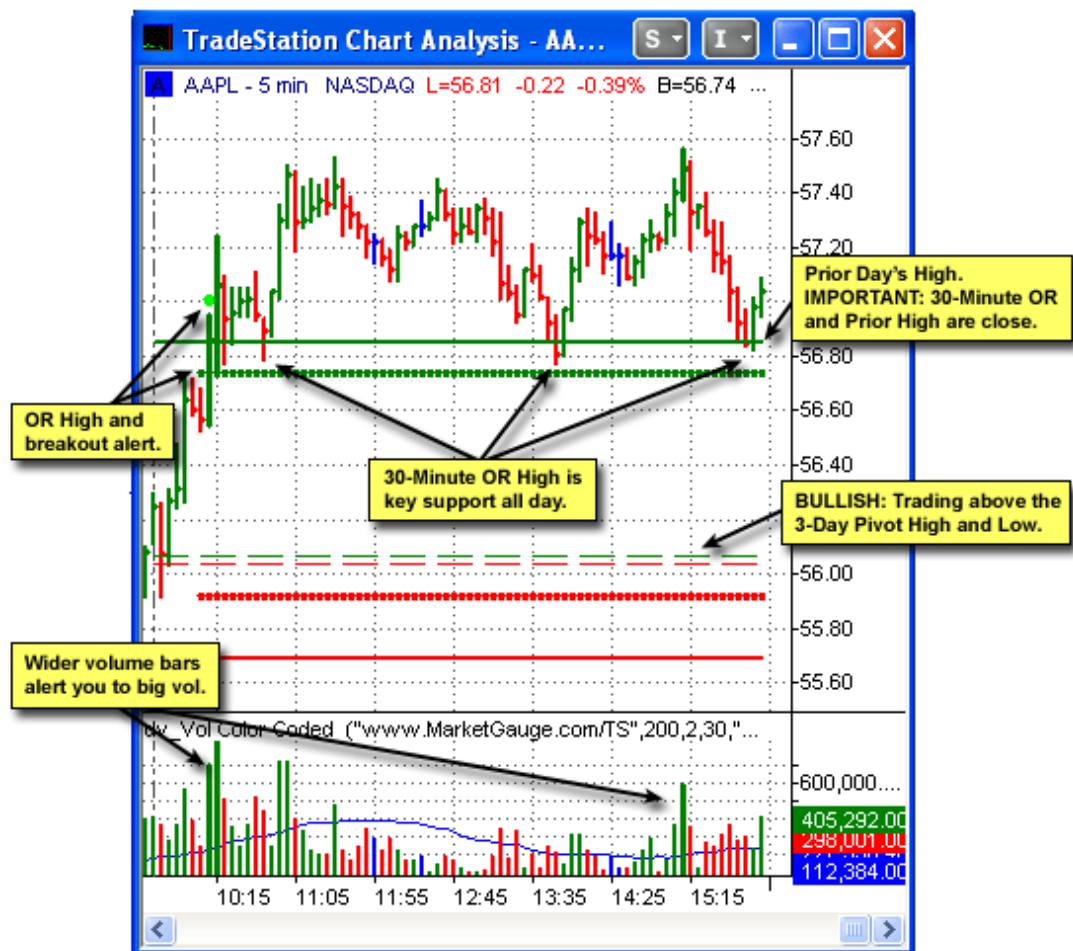 TradeStation Chart Analysis - AA...
S
I
A AAPL - 5 min NASDAQ L=56.81 -0.22 -0.39% B=56.74 ...
57.60
57.40
57.20
Prior Day's High.
IMPORTANT: 30-Minute OR
and Prior High are close.
56.80
OR High and
breakout alert.
56.60
30-Minute OR High is
key support all day.
56.40
BULLISH: Trading above the
3-Day Pivot High and Low.
56.00
55.80
Wider volume bars
alert you to big vol.
55.60
dv_Vol Color Coded ("www.MarketGauge.com/TS",200,2,30,"...
600,000....
405,292.00
298,001.00
112,384.00
10:15 11:05 11:55 12:45 13:35 14:25 15:15